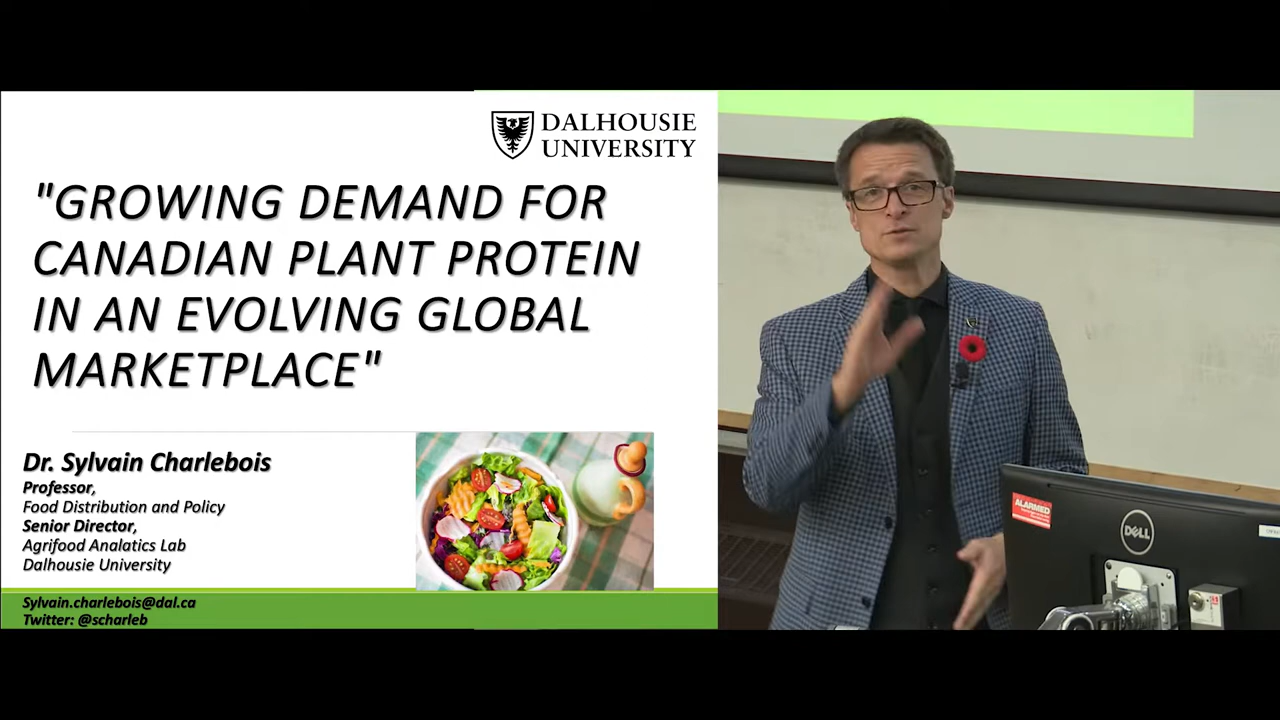 DALHOUSIE
UNIVERSITY
"GROWING DEMAND FOR
CANADIAN PLANT PROTEIN
IN AN EVOLVING GLOBAL
MARKETPLACE"
Dr. Sylvain Charlebois
Professor,
Food Distribution and Policy
Senior Director,
Agrifood Analatics Lab
Dalhousie University
Sylvain.charlebois@dal.ca
Twitter: @scharleb
ALARMED
DELL